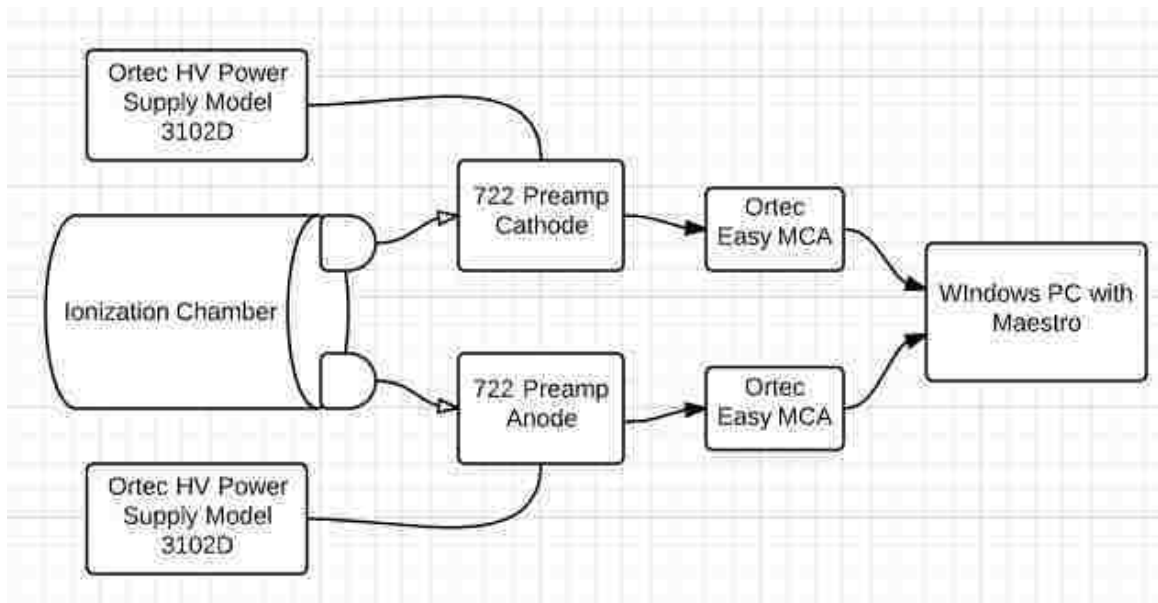 Ortec HV Power
Supply Model
3102D
722 Preamp
Cathode
Ortec
Easy MCA
Ionization Chamber
WIndows PC with
Maestro
722 Preamp
Anode
Ortec
Easy MCA
Ortec HV Power
Supply Model
3102D